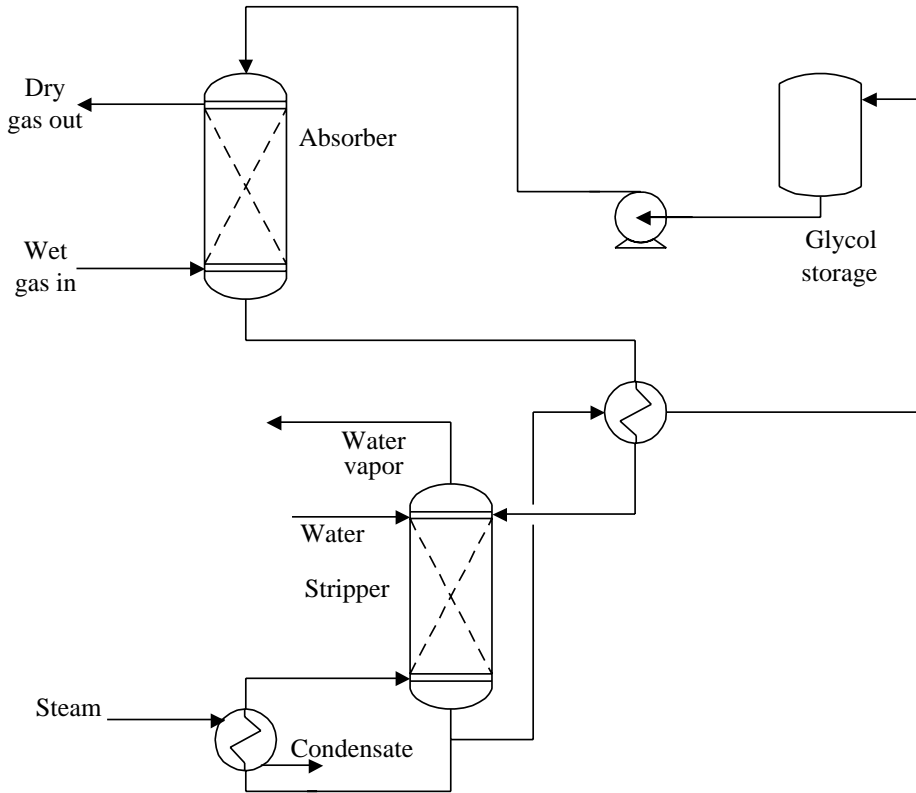 Dry
gas out
Absorber
Wet
gas in
Glycol
storage
Water
vapor
Water
Stripper
Steam
Condensate